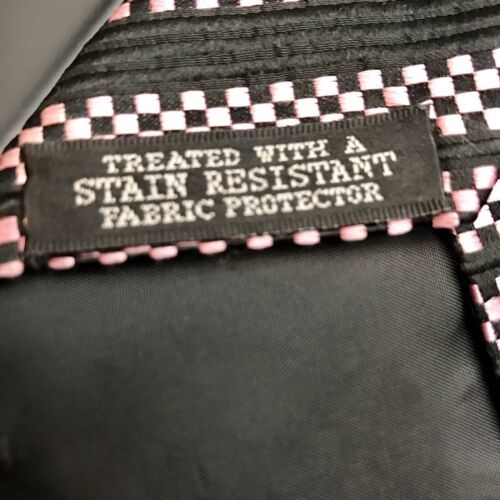 TREATED WITH A
STAIN RESISTANT
FABRIC PROTECTOR